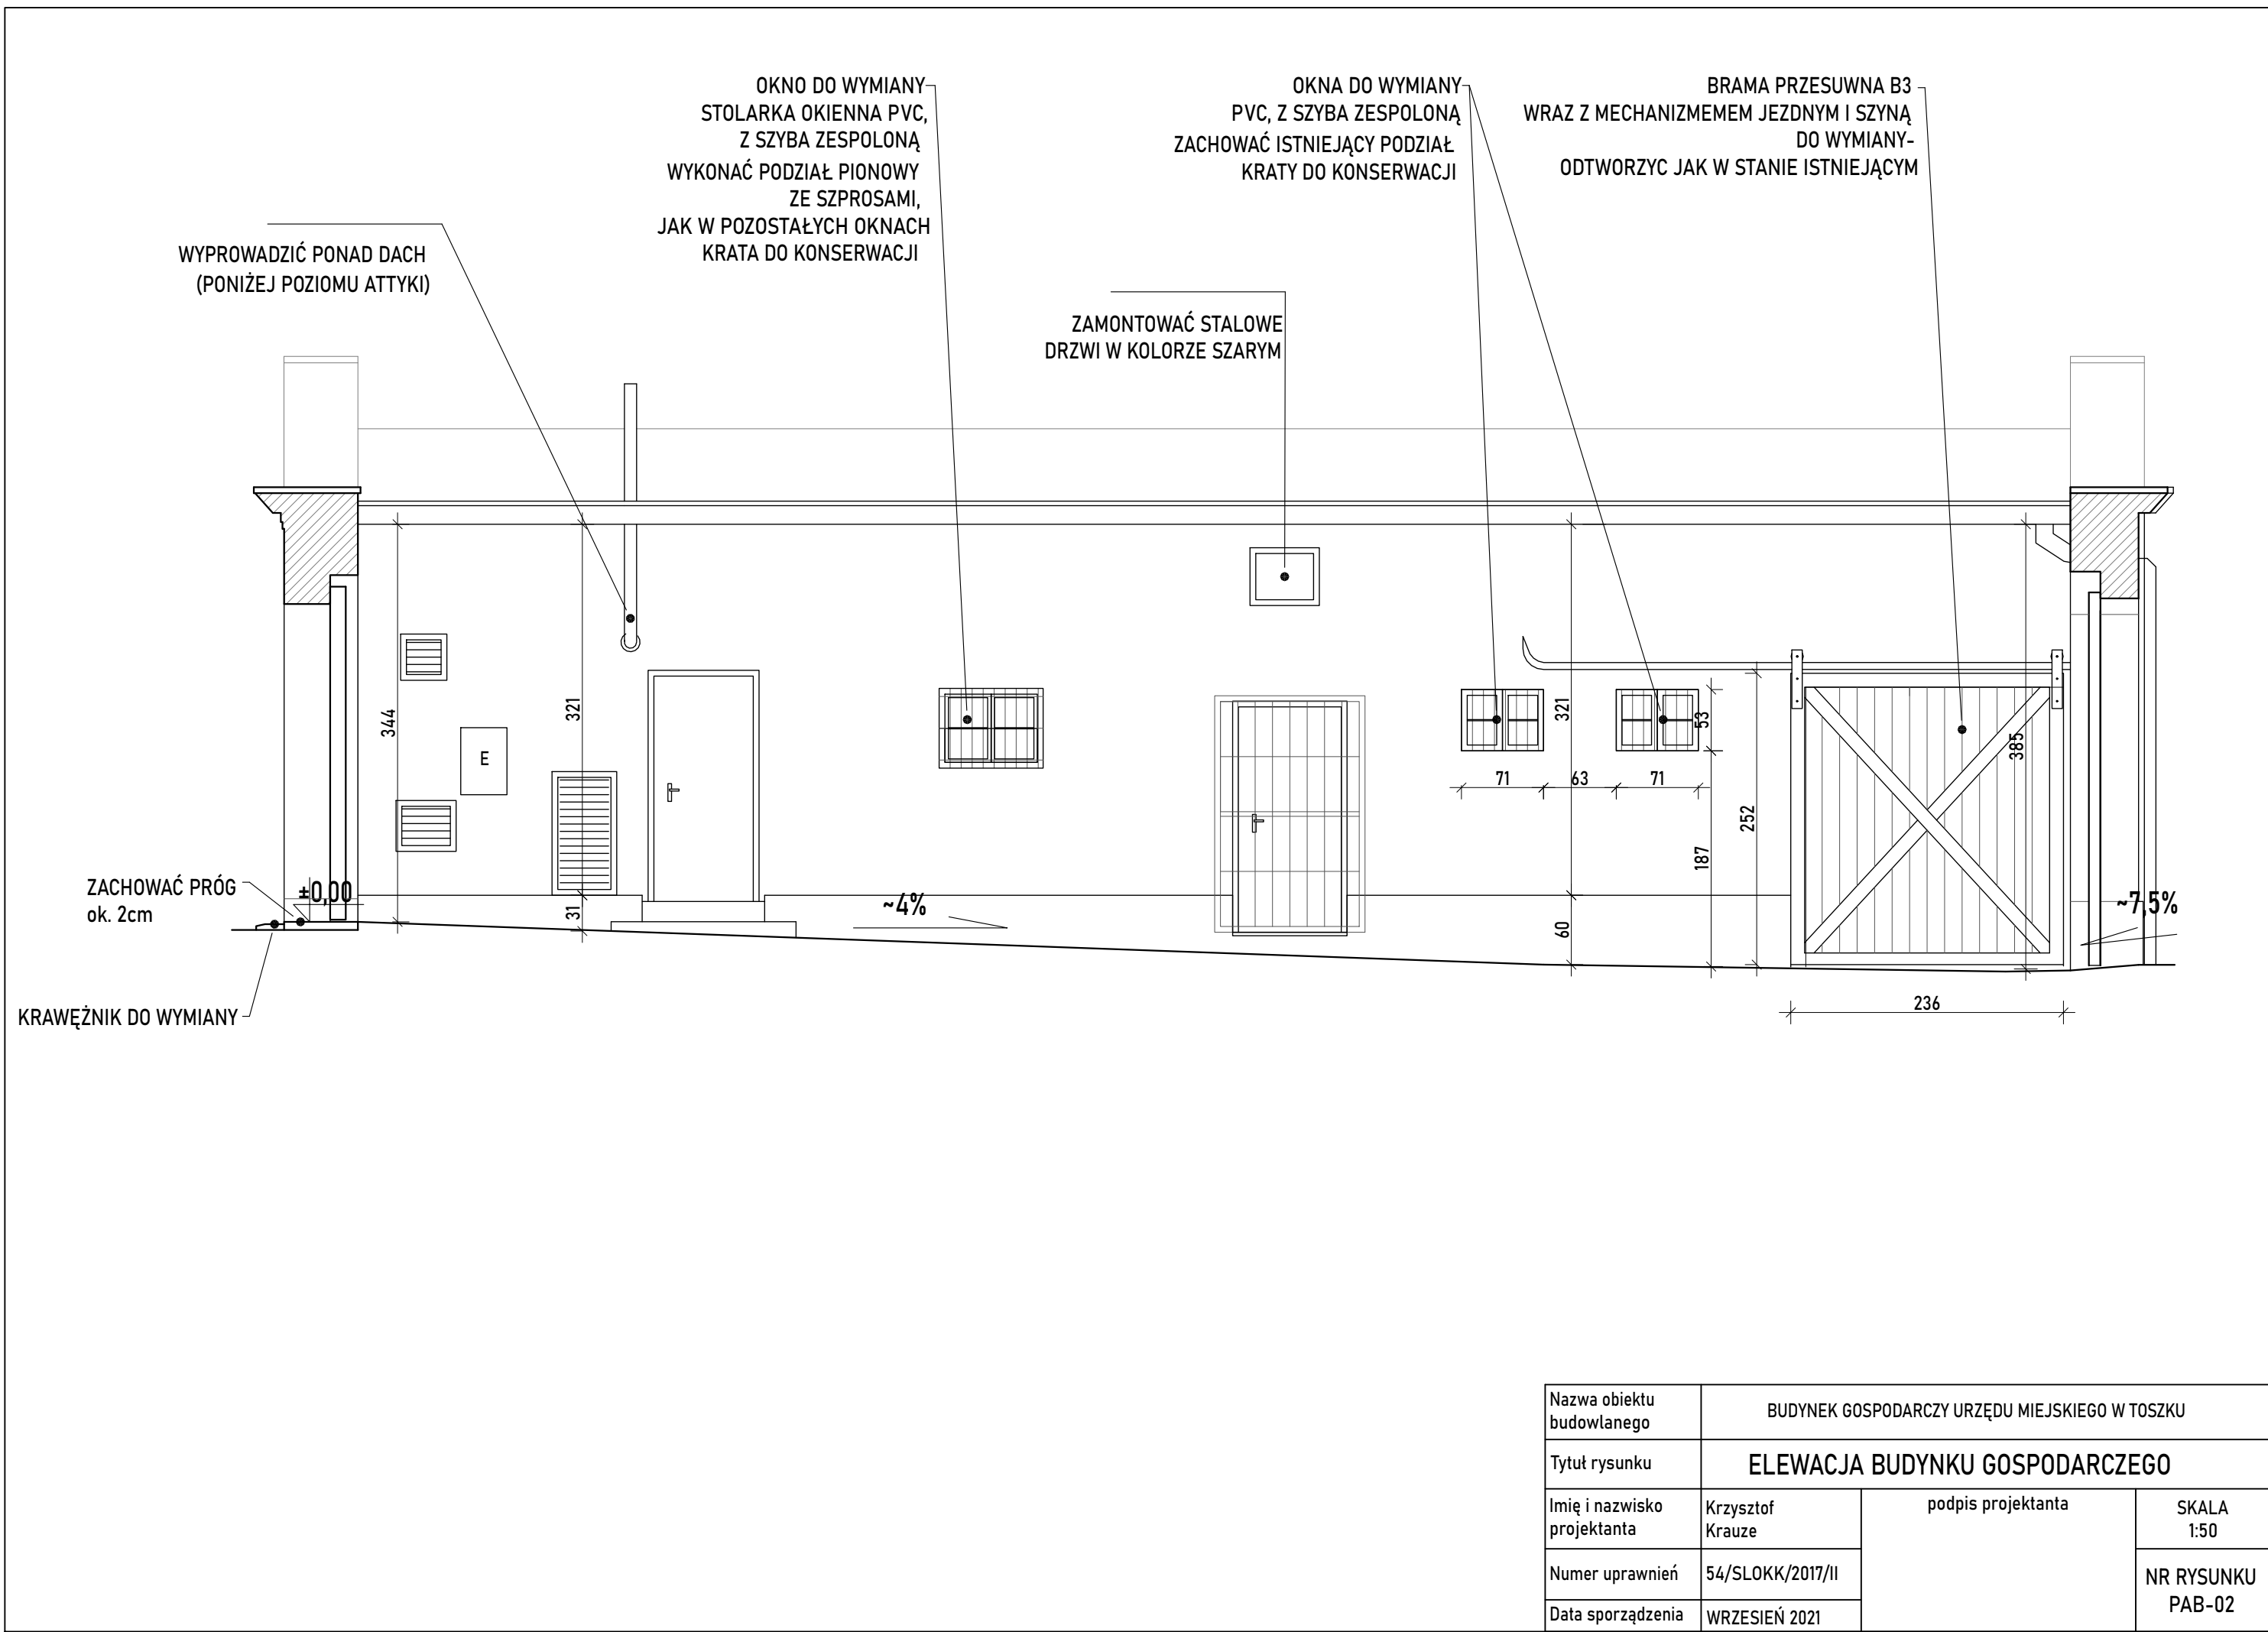 OKNO DO WYMIANY
STOLARKA OKIENNA PVC,
Z SZYBA ZESPOLONĄ
WYKONAĆ PODZIAŁ PIONOWY
ZE SZPROSAMI,
JAK W POZOSTAŁYCH OKNACH
KRATA DO KONSERWACJI
OKNA DO WYMIANY
PVC, Z SZYBA ZESPOLONĄ
ZACHOWAĆ ISTNIEJĄCY PODZIAŁ
KRATY DO KONSERWACJI
BRAMA PRZESUWNA B3
WRAZ Z MECHANIZMEMEM JEZDNYM I SZYNĄ
DO WYMIANY-
ODTWORZYC JAK W STANIE ISTNIEJĄCYM
WYPROWADZIĆ PONAD DACH
(PONIŻEJ POZIOMU ATTYKI)
ZAMONTOWAĆ STALOWE
DRZWI W KOLORZE SZARYM
344
321
31
E
321
60
53
187
252
385
71
63
71
ZACHOWAĆ PRÓG
ok. 2cm
±0,00
~4%
~7,5%
236
KRAWĘŻNIK DO WYMIANY
Nazwa obiektu
budowlanego
BUDYNEK GOSPODARCZY URZĘDU MIEJSKIEGO W TOSZKU
Tytuł rysunku
ELEWACJA BUDYNKU GOSPODARCZEGO
Imię i nazwisko
projektanta
Krzysztof
Krauze
podpis projektanta
SKALA
1:50
Numer uprawnień
54/SLOKK/2017/II
NR RYSUNKU
PAB-02
Data sporządzenia
WRZESIEŃ 2021